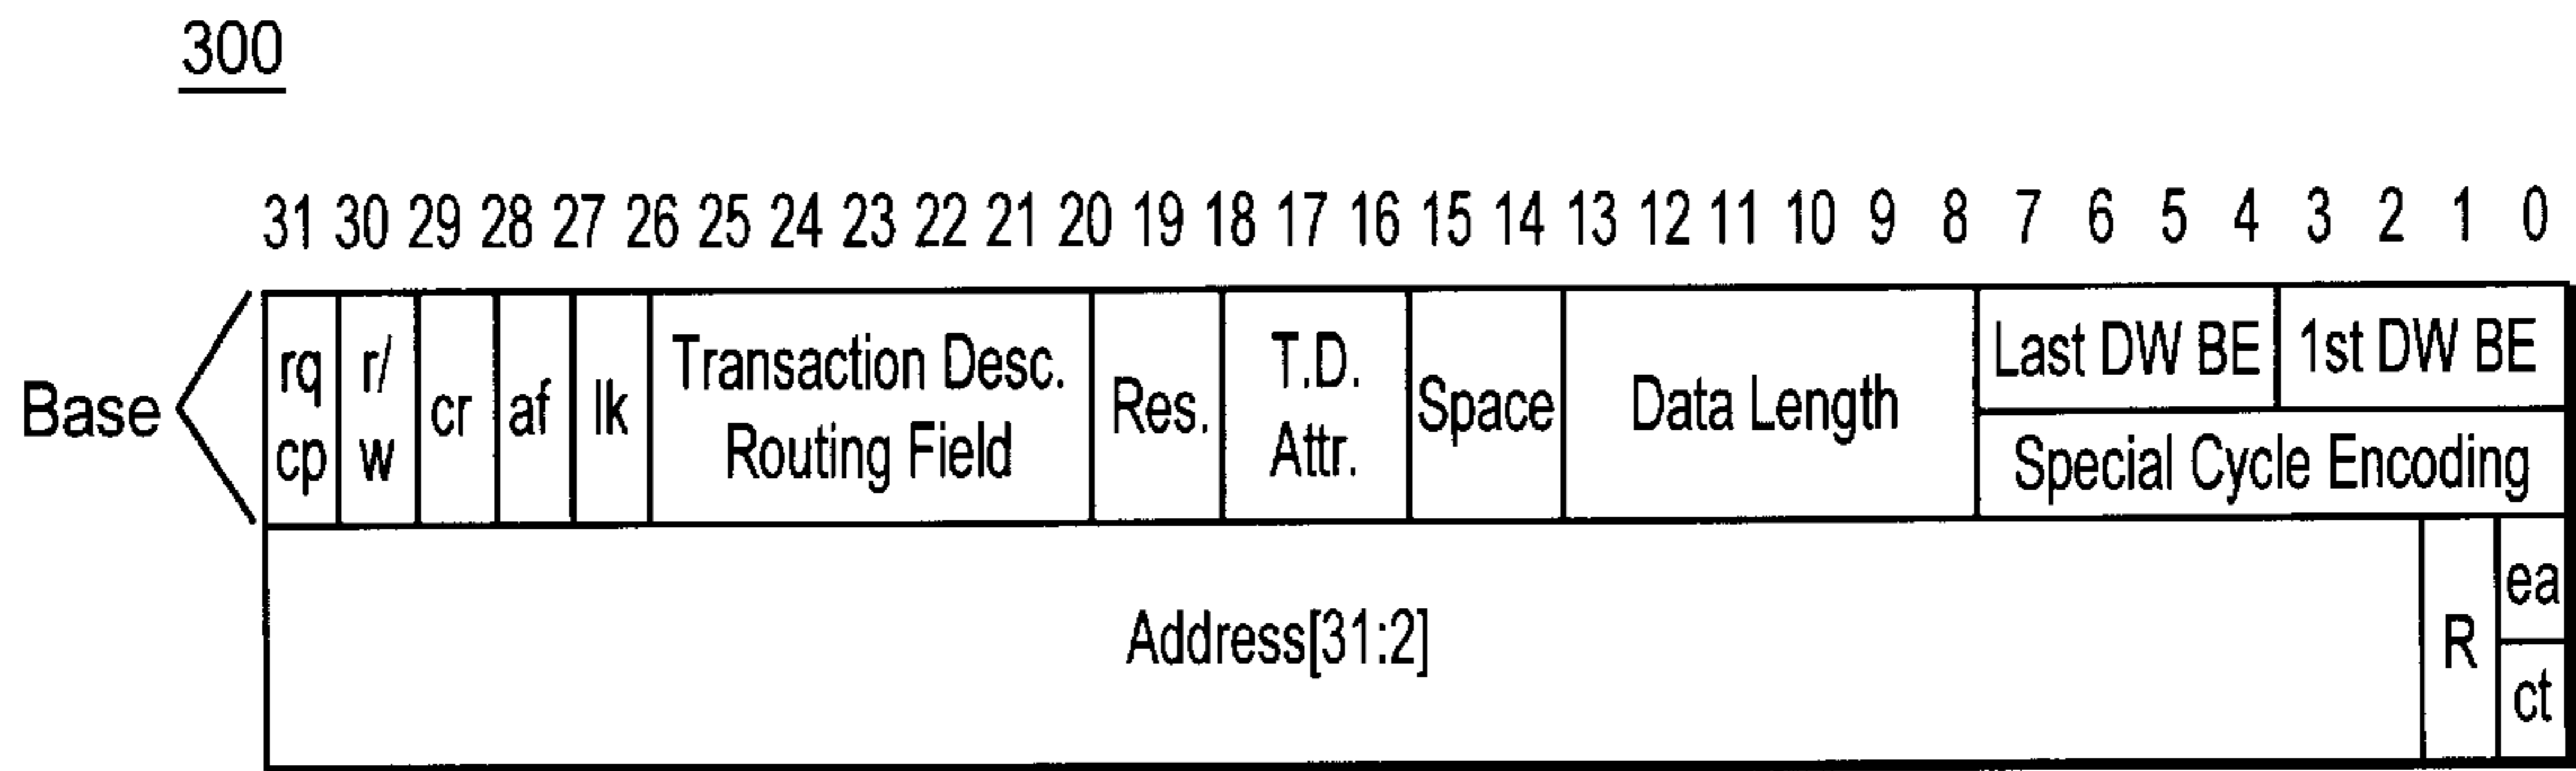 300
31 30 29 28 27 26 25 24 23 22 21 20 19 18 17 16 15 14 13 12 11 10 9 8 7 6 5 4 3 2 1 0
Base
rq
cp
r/
w
cr
af
lk
Transaction Desc.
Routing Field
Res.
T.D.
Attr.
Space
Data Length
Last DW BE
1st DW BE
Special Cycle Encoding
Address[31:2]
R
ea
ct